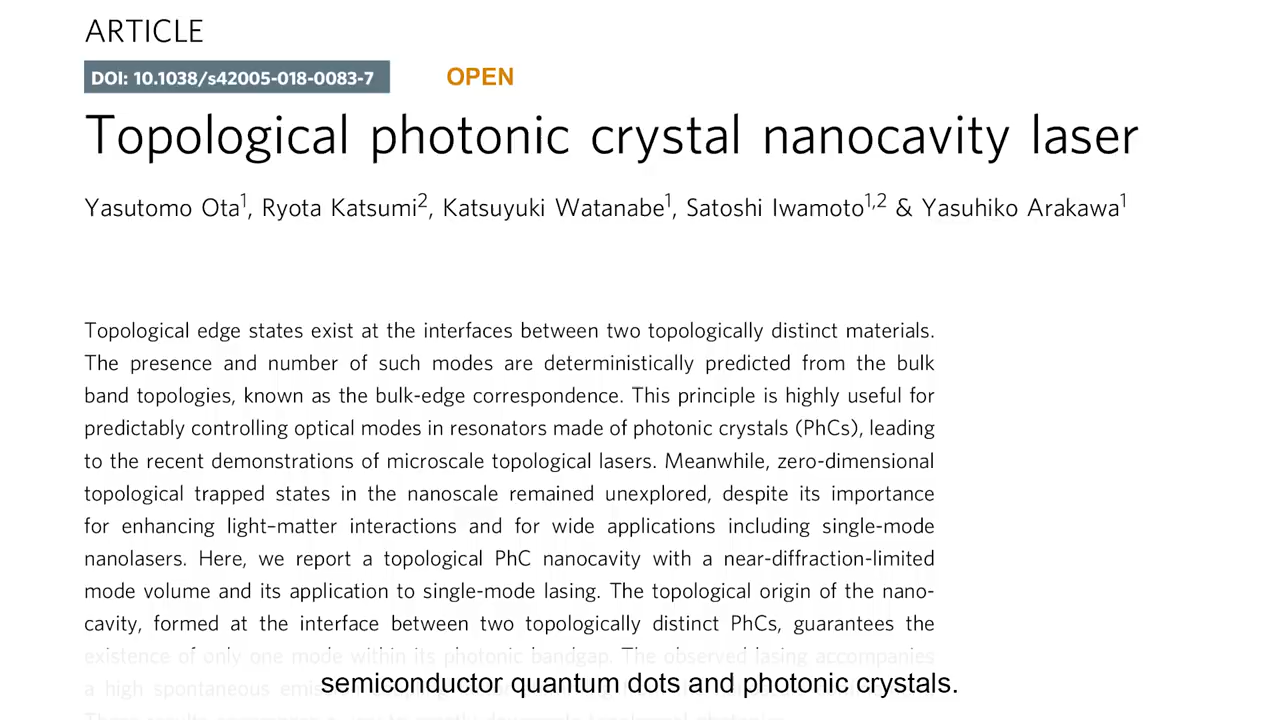 ARTICLE
DOI: 10.1038/s42005-018-0083-7 OPEN
Topological photonic crystal nanocavity laser
Yasutomo Ota1, Ryota Katsumi2, Katsuyuki Watanabe1, Satoshi Iwamoto1,2 & Yasuhiko Arakawa1
Topological edge states exist at the interfaces between two topologically distinct materials.
The presence and number of such modes are deterministically predicted from the bulk
band topologies, known as the bulk-edge correspondence. This principle is highly useful for
predictably controlling optical modes in resonators made of photonic crystals (PhCs), leading
to the recent demonstrations of microscale topological lasers. Meanwhile, zero-dimensional
topological trapped states in the nanoscale remained unexplored, despite its importance
for enhancing light–matter interactions and for wide applications including single-mode
nanolasers. Here, we report a topological PhC nanocavity with a near-diffraction-limited
mode volume and its application to single-mode lasing. The topological origin of the nano-
cavity, formed at the interface between two topologically distinct PhCs, guarantees the
existence of only one mode within its photonic bandgap. The observed lasing accompanies
a high spontaneous
semiconductor quantum dots and photonic crystals.